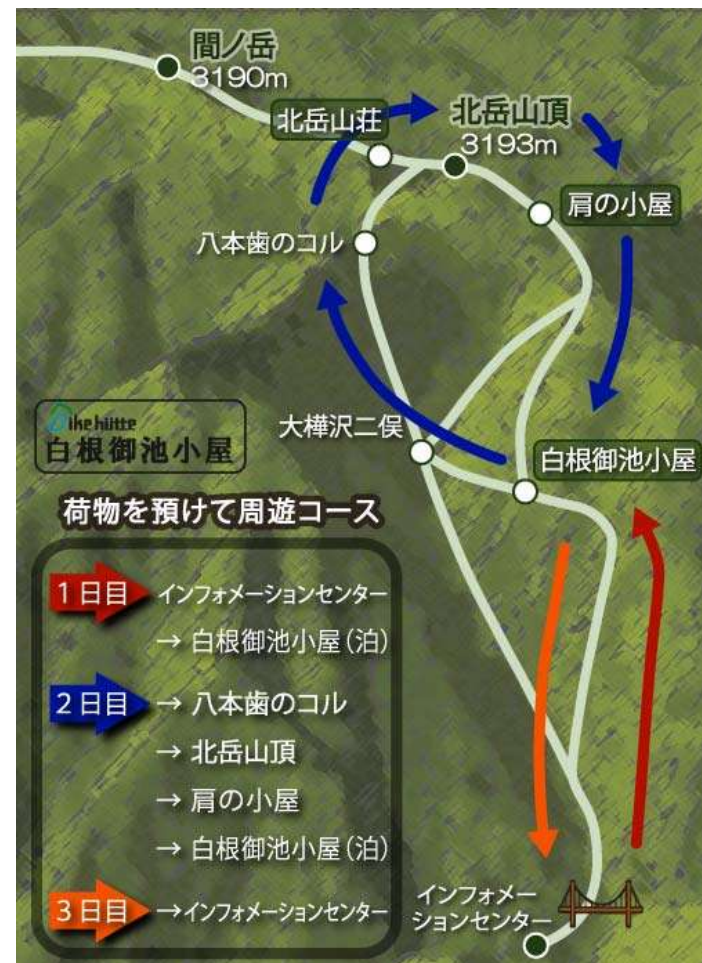 間ノ岳
3190m
北岳山荘
北岳山頂
3193m
肩の小屋
八本歯のコル
大樺沢二俣
白根御池小屋
Oike hütte
白根御池小屋
荷物を預けて周遊コース
1日目 インフォメーションセンター
→ 白根御池小屋(泊)
2日目 → 八本歯のコル
→ 北岳山頂
→ 肩の小屋
→ 白根御池小屋(泊)
3日目 →インフォメーションセンター
インフォメー
ションセンター